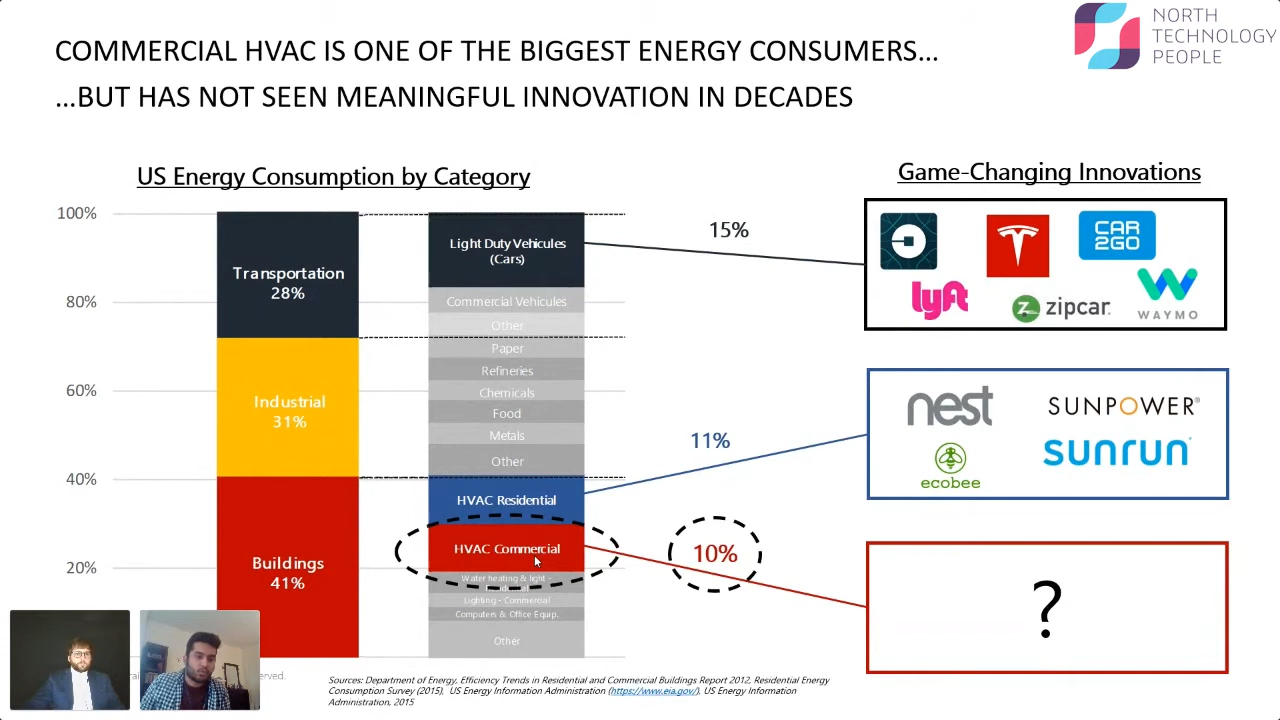 COMMERCIAL HVAC IS ONE OF THE BIGGEST ENERGY CONSUMERS...
...BUT HAS NOT SEEN MEANINGFUL INNOVATION IN DECADES
NORTH
TECHNOLOGY
PEOPLE
US Energy Consumption by Category
100%
80%
60%
40%
20%
Transportation
28%
Industrial
31%
Buildings
41%
Light Duty Vehicules
(Cars)
Commercial Vehicules
Other
Paper
Refineries
Chemicals
Food
Metals
Other
HVAC Residential
HVAC Commercial
Water heating & light -
Lighting - Commercial
Computers & Office Equip.
Other
15%
11%
10%
Game-Changing Innovations
CAR
2GO
lyft
zipcar
WAYMO
nest
SUNPOWER®
ecobee
sunrun
?
served.
Sources: Department of Energy, Efficiency Trends in Residential and Commercial Buildings Report 2012, Residential Energy
Consumption Survey (2015). US Energy Information Administration (https://www.eia.gov/). US Energy Information
Administration, 2015